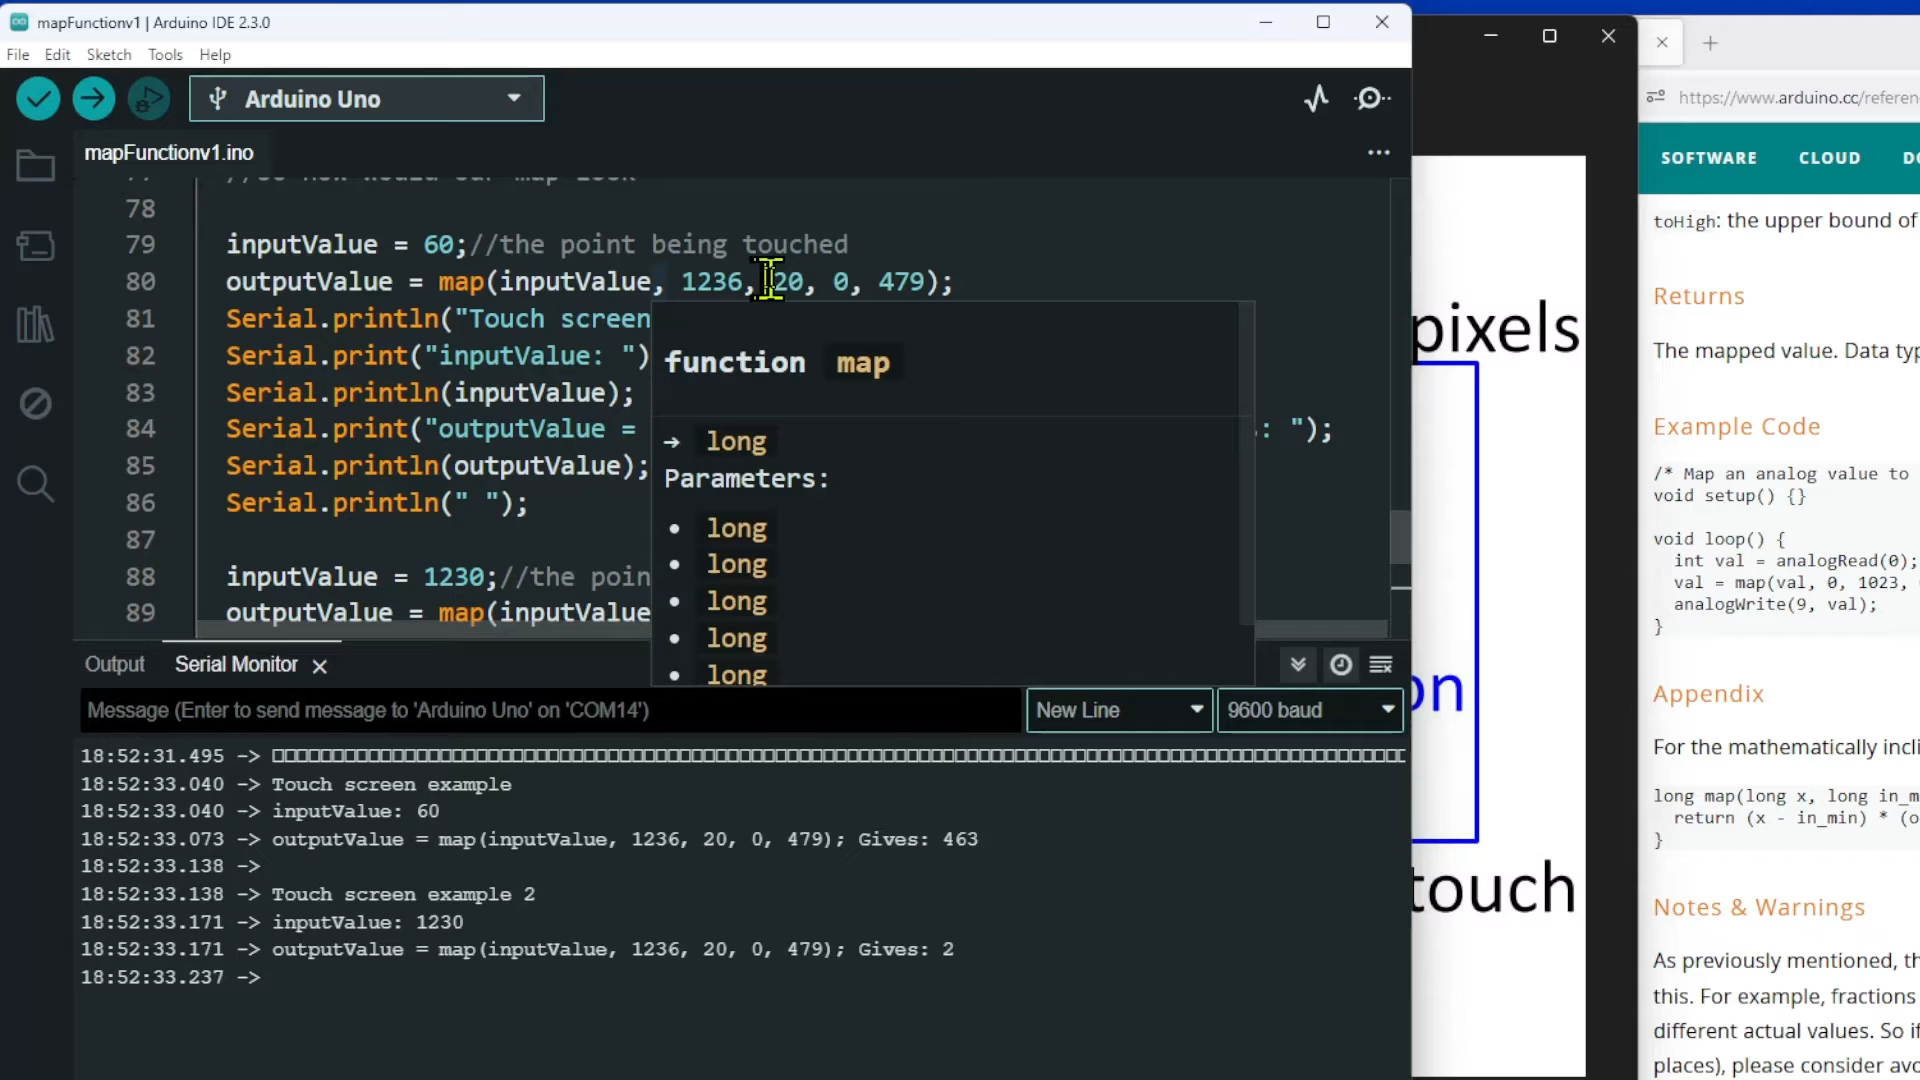 mapFunctionv1 | Arduino IDE 2.3.0
File Edit Sketch Tools Help
Arduino Uno
mapFunctionv1.ino
78
79 inputValue = 60;//the point being touched
80 outputValue = map(inputValue, 1236, 20, 0, 479);
81 Serial.println("Touch screen
82 Serial.print("inputValue: ")
83 Serial.println(inputValue);
84 Serial.print("outputValue = : ");
85 Serial.println(outputValue);
86 Serial.println(" ");
87
88 inputValue = 1230;//the poin
89 outputValue = map(inputValue
function map
→ long
Parameters:
• long
• long
• long
• long
• long
Output Serial Monitor
Message (Enter to send message to 'Arduino Uno' on 'COM14')
New Line
9600 baud
18:52:31.495 ->
18:52:33.040 -> Touch screen example
18:52:33.040 -> inputValue: 60
18:52:33.073 -> outputValue = map(inputValue, 1236, 20, 0, 479); Gives: 463
18:52:33.138 ->
18:52:33.138 -> Touch screen example 2
18:52:33.171 -> inputValue: 1230
18:52:33.171 -> outputValue = map(inputValue, 1236, 20, 0, 479); Gives: 2
18:52:33.237 ->
pixels
on
touch
https://www.arduino.cc/referen
SOFTWARE CLOUD
toHigh: the upper bound of
Returns
The mapped value. Data typ
Example Code
/* Map an analog value to
void setup() {}
void loop() {
int val = analogRead(0);
val = map(val, 0, 1023,
analogWrite(9, val);
}
Appendix
For the mathematically incli
long map(long x, long in_m
return (x - in_min) * (o
}
Notes & Warnings
As previously mentioned, th
this. For example, fractions
different actual values. So if
places), please consider avo